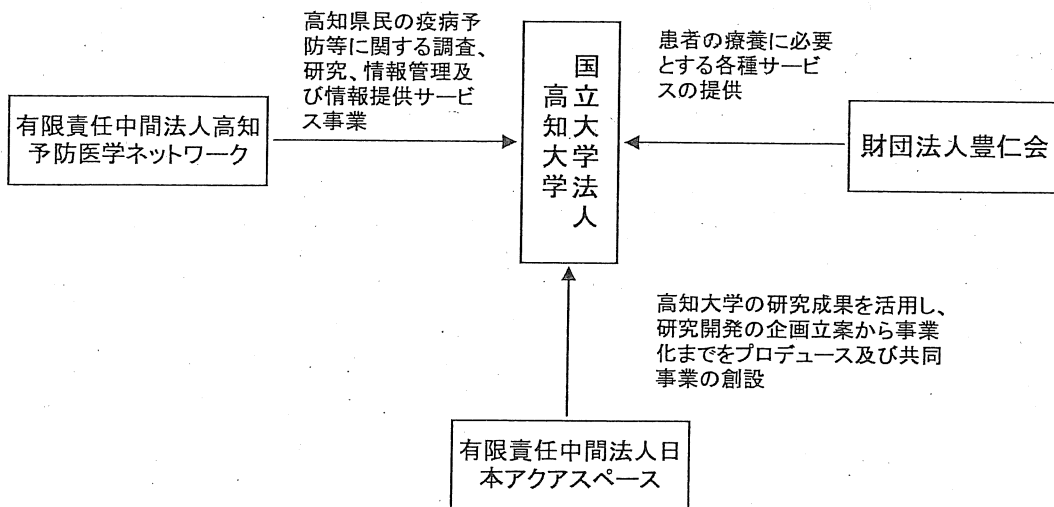 高知県民の疫病予
防等に関する調査、
研究、情報管理及
び情報提供サービ
ス事業
有限責任中間法人高知
予防医学ネットワーク
国立大学法人
高知大学
患者の療養に必要
とする各種サービ
スの提供
財団法人豊仁会
高知大学の研究成果を活用し、
研究開発の企画立案から事業
化までをプロデュース及び共同
事業の創設
有限責任中間法人日
本アクアスペース